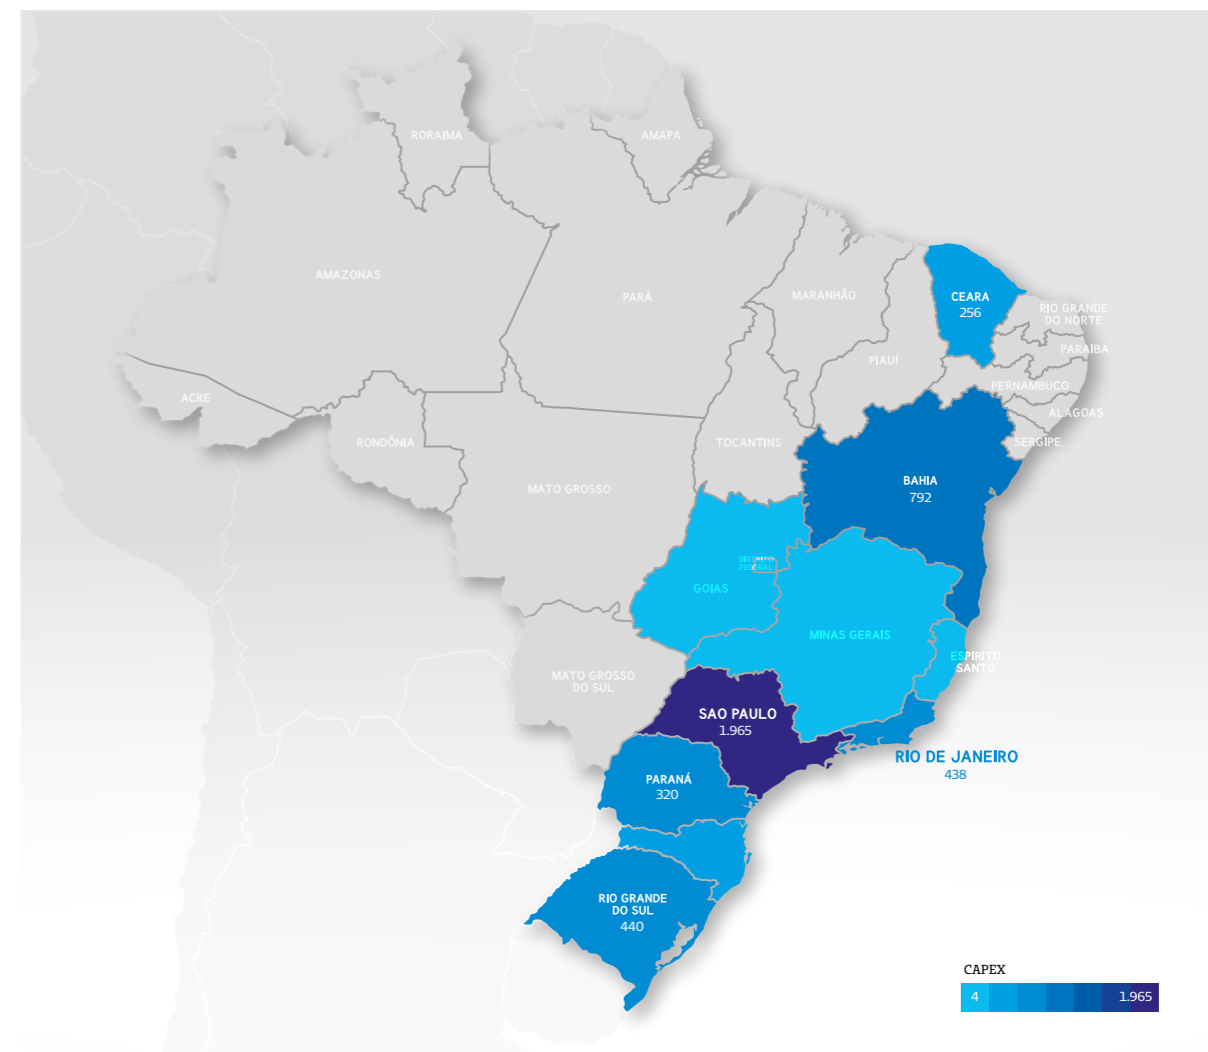 RORAIMA
AMAPA
AMAZONAS
PARÁ
MARANHÃO
CEARA
256
RIO GRANDE
DO NORTE
PARAÍBA
PIAUÍ
PERNAMBUCO
ACRE
ALAGOAS
RONDÔNIA
TOCANTINS
SERGIPE
BAHIA
792
MATO GROSSO
DISTRITO
FEDERAL
GOIAS
MINAS GERAIS
ESPIRITO
SANTO
MATO GROSSO
DO SUL
SAO PAULO
1.965
RIO DE JANEIRO
438
PARANÁ
320
RIO GRANDE
DO SUL
440
CAPEX
4 1.965